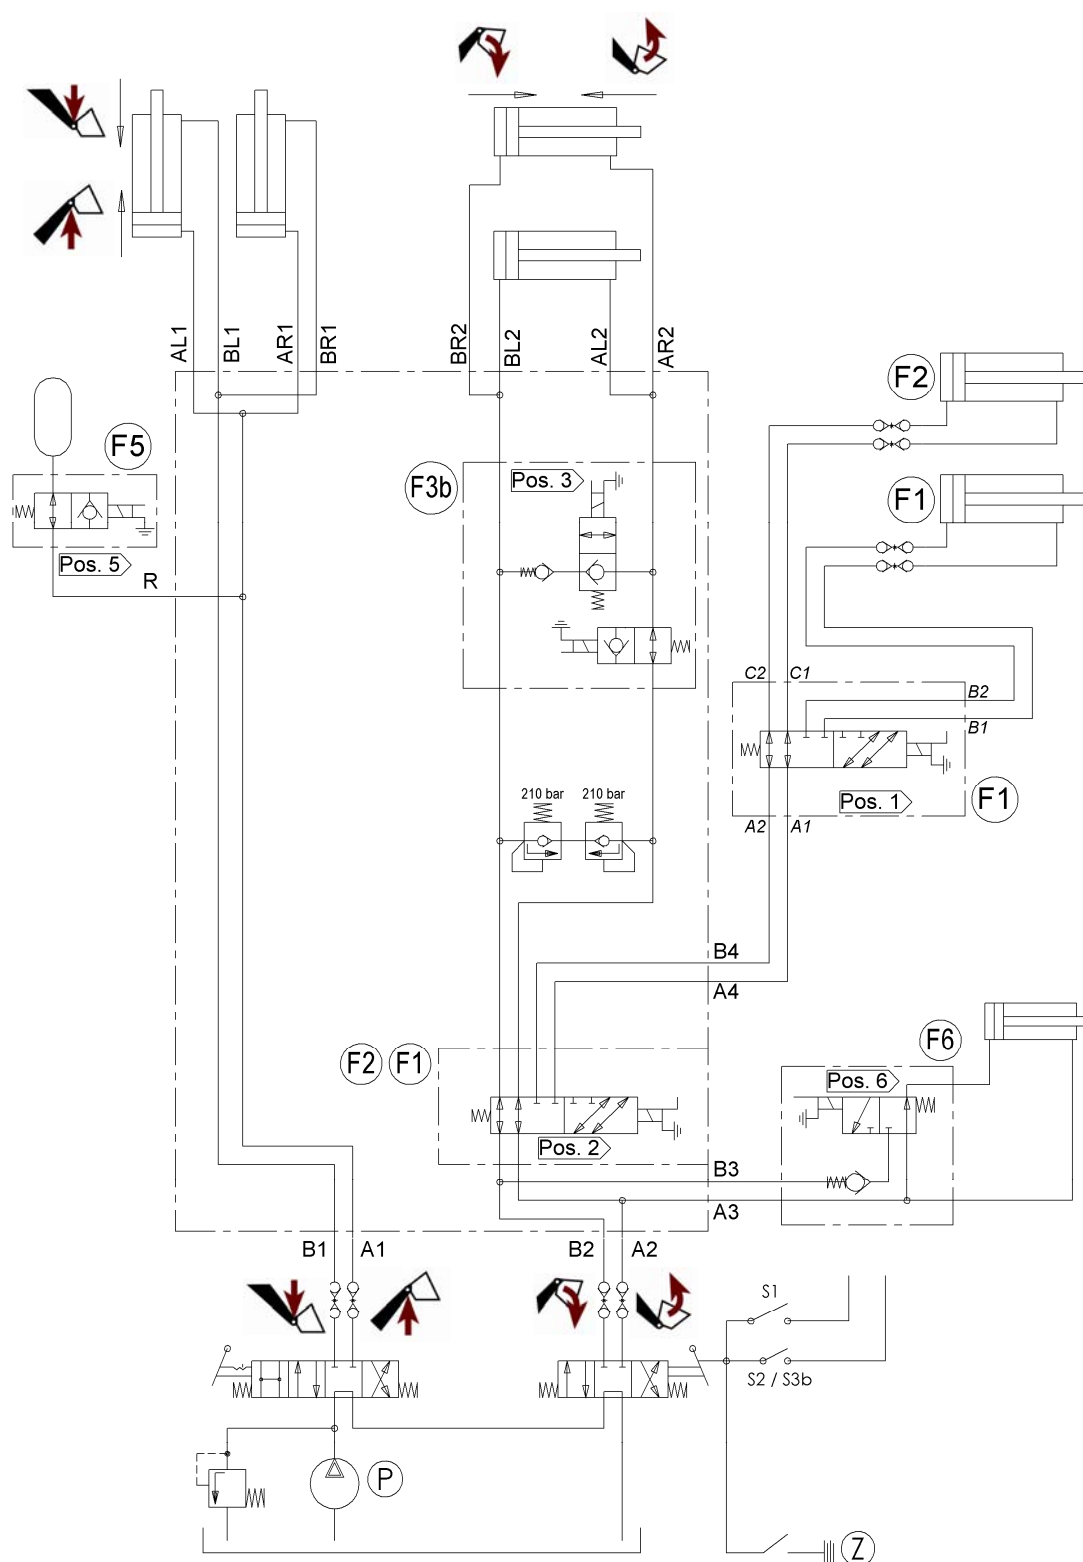 AL1
BL1
AR1
BR1
BR2
BL2
AL2
AR2
F2
F5
F3b
Pos. 3
F1
Pos. 5
R
C2 C1
B2
B1
210 bar 210 bar
Pos. 1
F1
A2 A1
B4
A4
F2 F1
F6
Pos. 6
Pos. 2
B3
A3
B1 A1 B2 A2
S1
S2 / S3b
P
Z